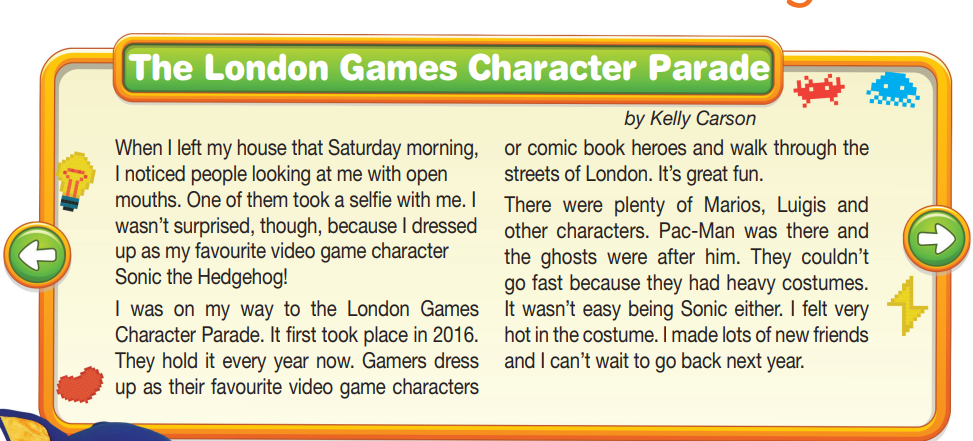 The London Games Character Parade
by Kelly Carson
When I left my house that Saturday morning,
I noticed people looking at me with open
mouths. One of them took a selfie with me. I
wasn't surprised, though, because I dressed
up as my favourite video game character
Sonic the Hedgehog!
I was on my way to the London Games
Character Parade. It first took place in 2016.
They hold it every year now. Gamers dress
up as their favourite video game characters
or comic book heroes and walk through the
streets of London. It's great fun.
There were plenty of Marios, Luigis and
other characters. Pac-Man was there and
the ghosts were after him. They couldn't
go fast because they had heavy costumes.
It wasn't easy being Sonic either. I felt very
hot in the costume. I made lots of new friends
and I can't wait to go back next year.